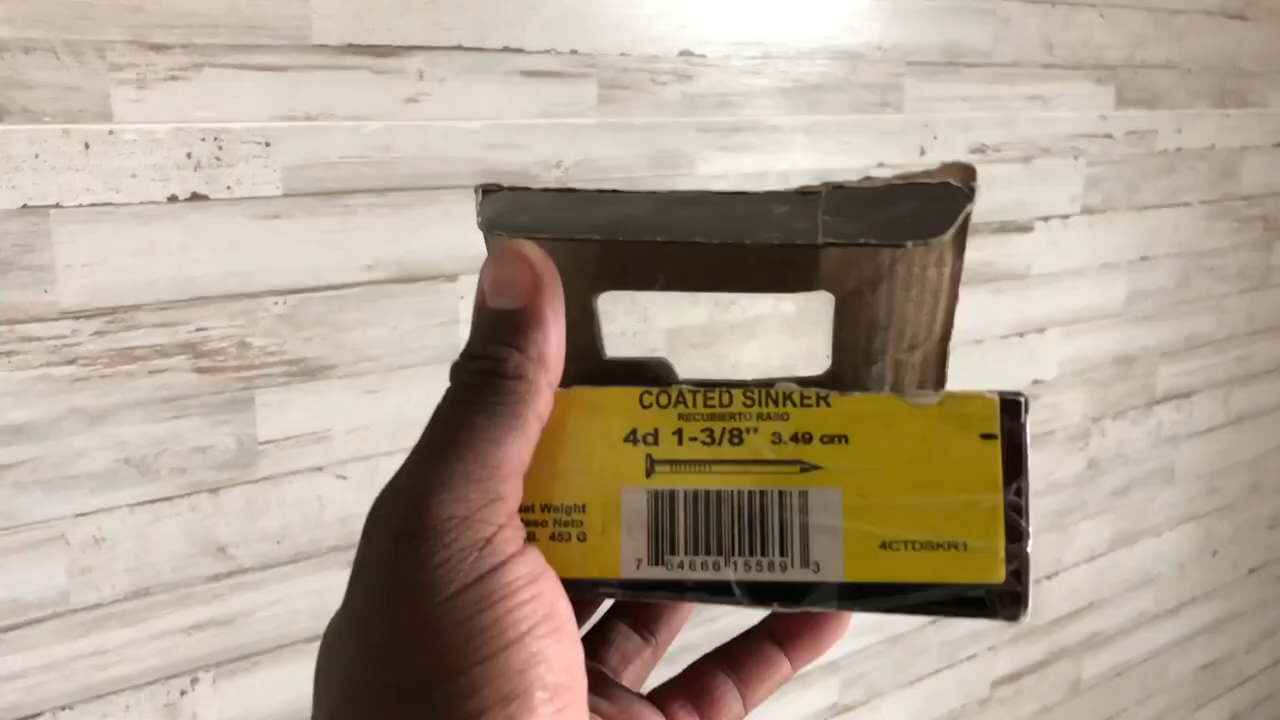 COATED SINKER
RECUBIERTO RASO
4d 1-3/8" 3.49 cm
Net Weight
Peso Neto
453 G
7 64666 15589 3
4CTDSKR1